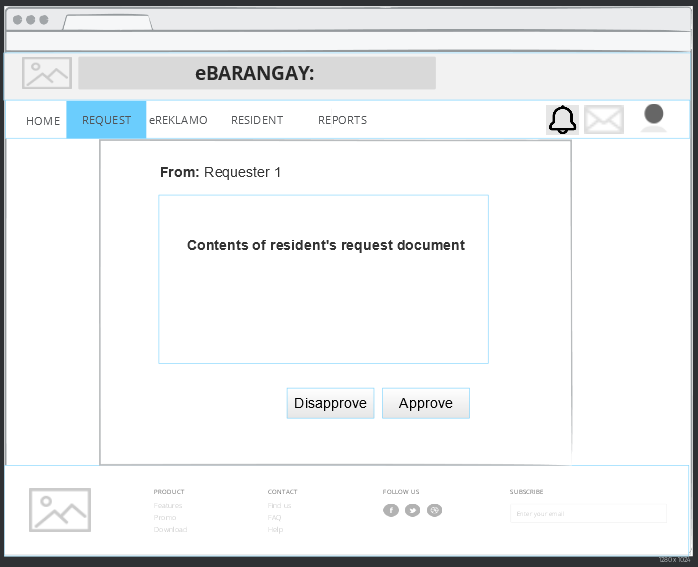 eBARANGAY:
HOME REQUEST eREKLAMO RESIDENT REPORTS
From: Requester 1
Contents of resident's request document
Disapprove Approve
PRODUCT CONTACT FOLLOW US SUBSCRIBE
Features Find us Enter your email
Promo FAQ
Download Help
1280 x 1024